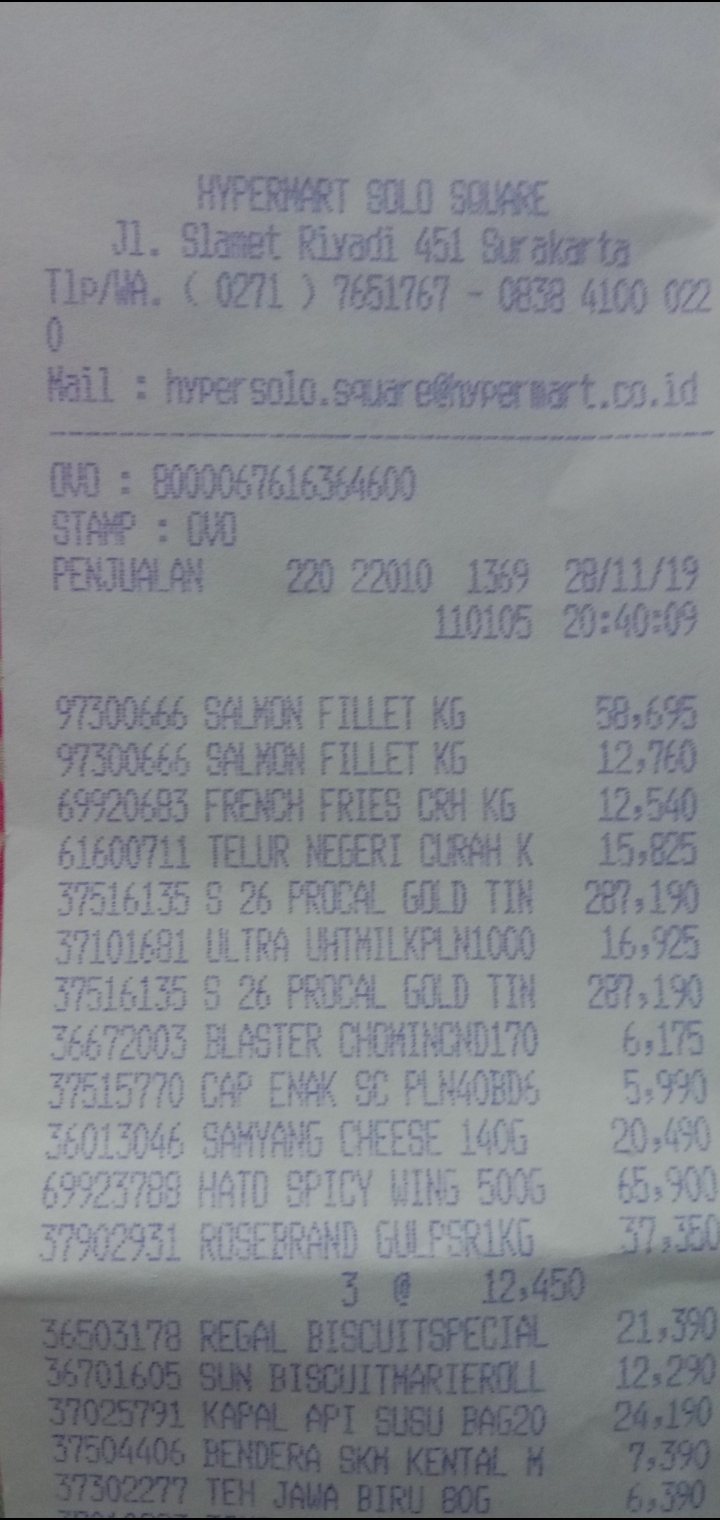 HYPERMART SOLO SQUARE
Jl. Slamet Riyadi 451 Surakarta
Tlp/WA. ( 0271 ) 7651767 - 0838 4100 022
0
Mail : hypersolo.square@hypermart.co.id
OVO : 8000067616364600
STAMP : OVO
PENJUALAN 220 22010 1369 28/11/19
110105 20:40:09
97300666 SALMON FILLET KG 58,695
97300666 SALMON FILLET KG 12,760
69920683 FRENCH FRIES CRH KG 12,540
61600711 TELUR NEGERI CURAH K 15,825
37516135 S 26 PROCAL GOLD TIN 287,190
37101681 ULTRA UHTMILKPLN1000 16,925
37516135 S 26 PROCAL GOLD TIN 287,190
36672003 BLASTER CHOMINCND170 6,175
37515770 CAP ENAK SC PLN40BD6 5,990
36013046 SAMYANG CHEESE 140G 20,490
69923788 HATO SPICY WING 500G 65,900
37902931 ROSEBRAND GULPSR1KG 37,350
3 @ 12,450
36503178 REGAL BISCUITSPECIAL 21,390
36701605 SUN BISCUITMARIEROLL 12,290
37025791 KAPAL API SUSU BAG20 24,190
37504406 BENDERA SKM KENTAL M 7,390
37302277 TEH JAWA BIRU 80G 6,390